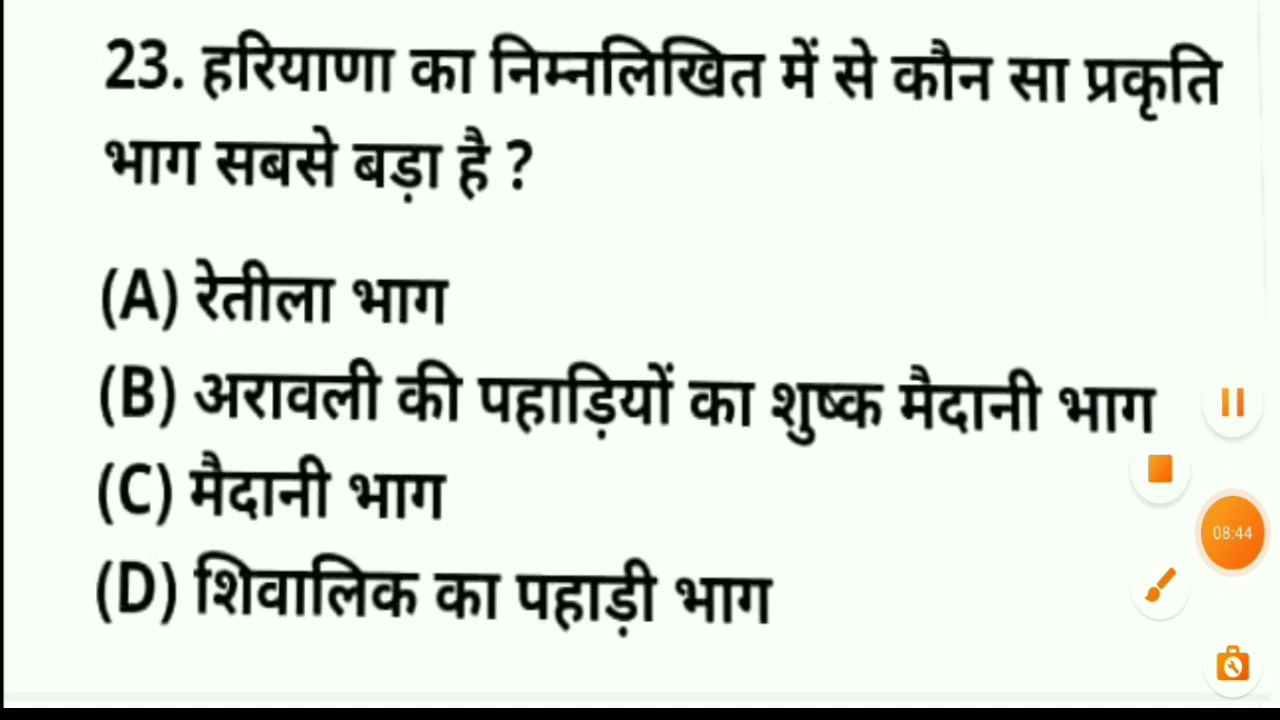 23. हरियाणा का निम्नलिखित में से कौन सा प्रकृति
भाग सबसे बड़ा है ?
(A) रेतीला भाग
(B) अरावली की पहाड़ियों का शुष्क मैदानी भाग
(C) मैदानी भाग
(D) शिवालिक का पहाड़ी भाग
08:44